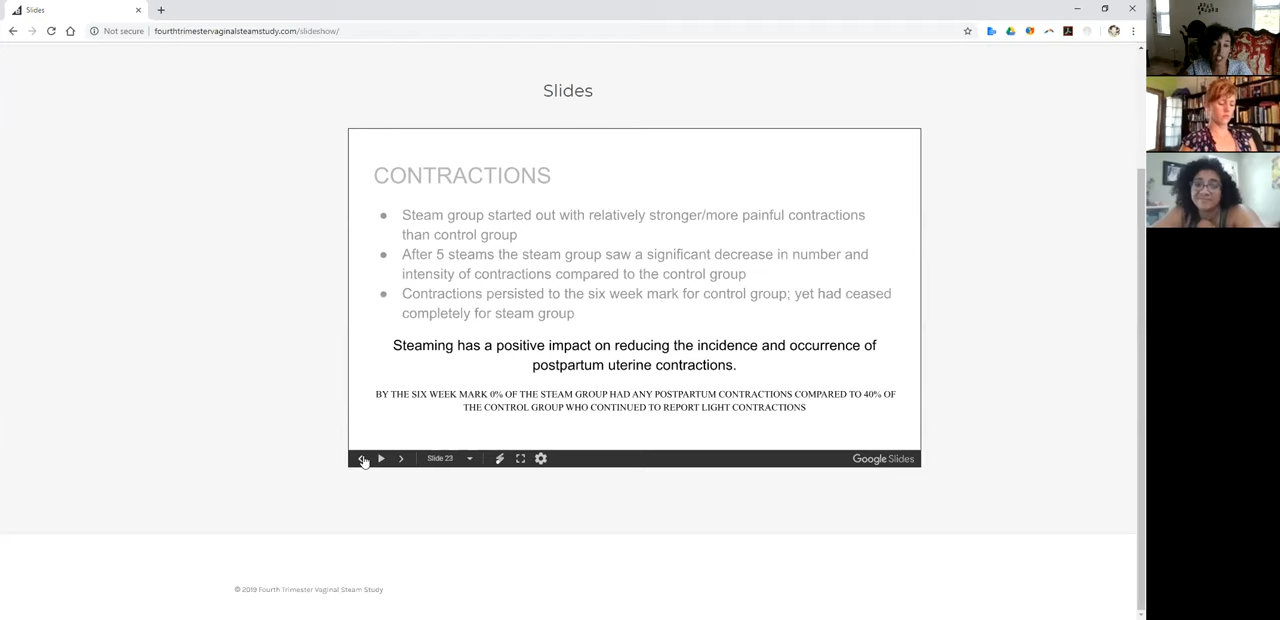 Slides
Not secure
fourthtrimestervaginalsteamstudy.com/slideshow/
Slides
CONTRACTIONS
● Steam group started out with relatively stronger/more painful contractions
than control group
● After 5 steams the steam group saw a significant decrease in number and
intensity of contractions compared to the control group
● Contractions persisted to the six week mark for control group; yet had ceased
completely for steam group
Steaming has a positive impact on reducing the incidence and occurrence of
postpartum uterine contractions.
BY THE SIX WEEK MARK 0% OF THE STEAM GROUP HAD ANY POSTPARTUM CONTRACTIONS COMPARED TO 40% OF
THE CONTROL GROUP WHO CONTINUED TO REPORT LIGHT CONTRACTIONS
Slide 23
Google Slides
© 2019 Fourth Trimester Vaginal Steam Study